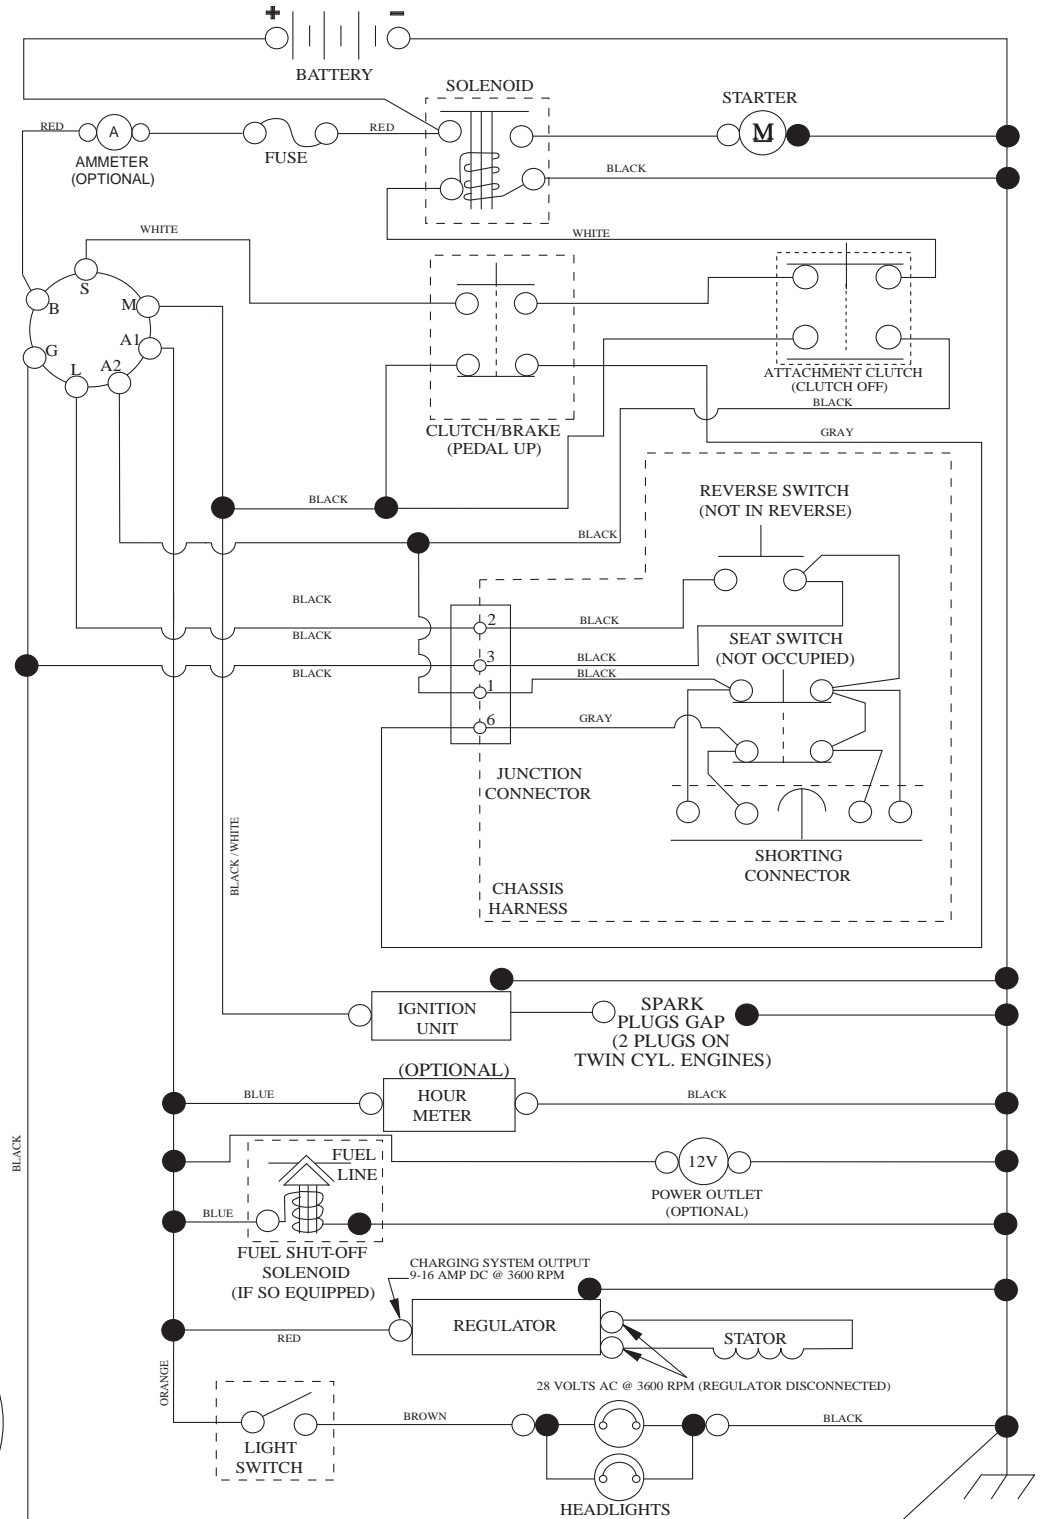 + −
BATTERY
SOLENOID
STARTER
RED
A
RED
M
FUSE
AMMETER
(OPTIONAL)
BLACK
WHITE
WHITE
S
B
M
A1
G
L
A2
ATTACHMENT CLUTCH
(CLUTCH OFF)
BLACK
CLUTCH/BRAKE
(PEDAL UP)
GRAY
REVERSE SWITCH
(NOT IN REVERSE)
BLACK
BLACK
BLACK
2
BLACK
BLACK
SEAT SWITCH
(NOT OCCUPIED)
3
BLACK
BLACK
BLACK
1
6
GRAY
JUNCTION
CONNECTOR
BLACK / WHITE
SHORTING
CONNECTOR
CHASSIS
HARNESS
IGNITION
UNIT
SPARK
PLUGS GAP
(2 PLUGS ON
TWIN CYL. ENGINES)
(OPTIONAL)
HOUR
METER
BLUE
BLACK
BLACK
FUEL
LINE
12V
POWER OUTLET
(OPTIONAL)
BLUE
FUEL SHUT-OFF
SOLENOID
(IF SO EQUIPPED)
CHARGING SYSTEM OUTPUT
9-16 AMP DC @ 3600 RPM
REGULATOR
STATOR
RED
28 VOLTS AC @ 3600 RPM (REGULATOR DISCONNECTED)
ORANGE
BROWN
BLACK
LIGHT
SWITCH
HEADLIGHTS